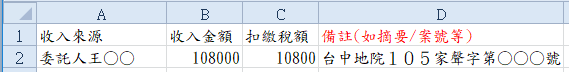 A B C D
1 收入來源 收入金額 扣繳稅額 備註(如摘要/案號等)
2 委託人王○○ 108000 10800 台中地院１０５家聲字第○○○號